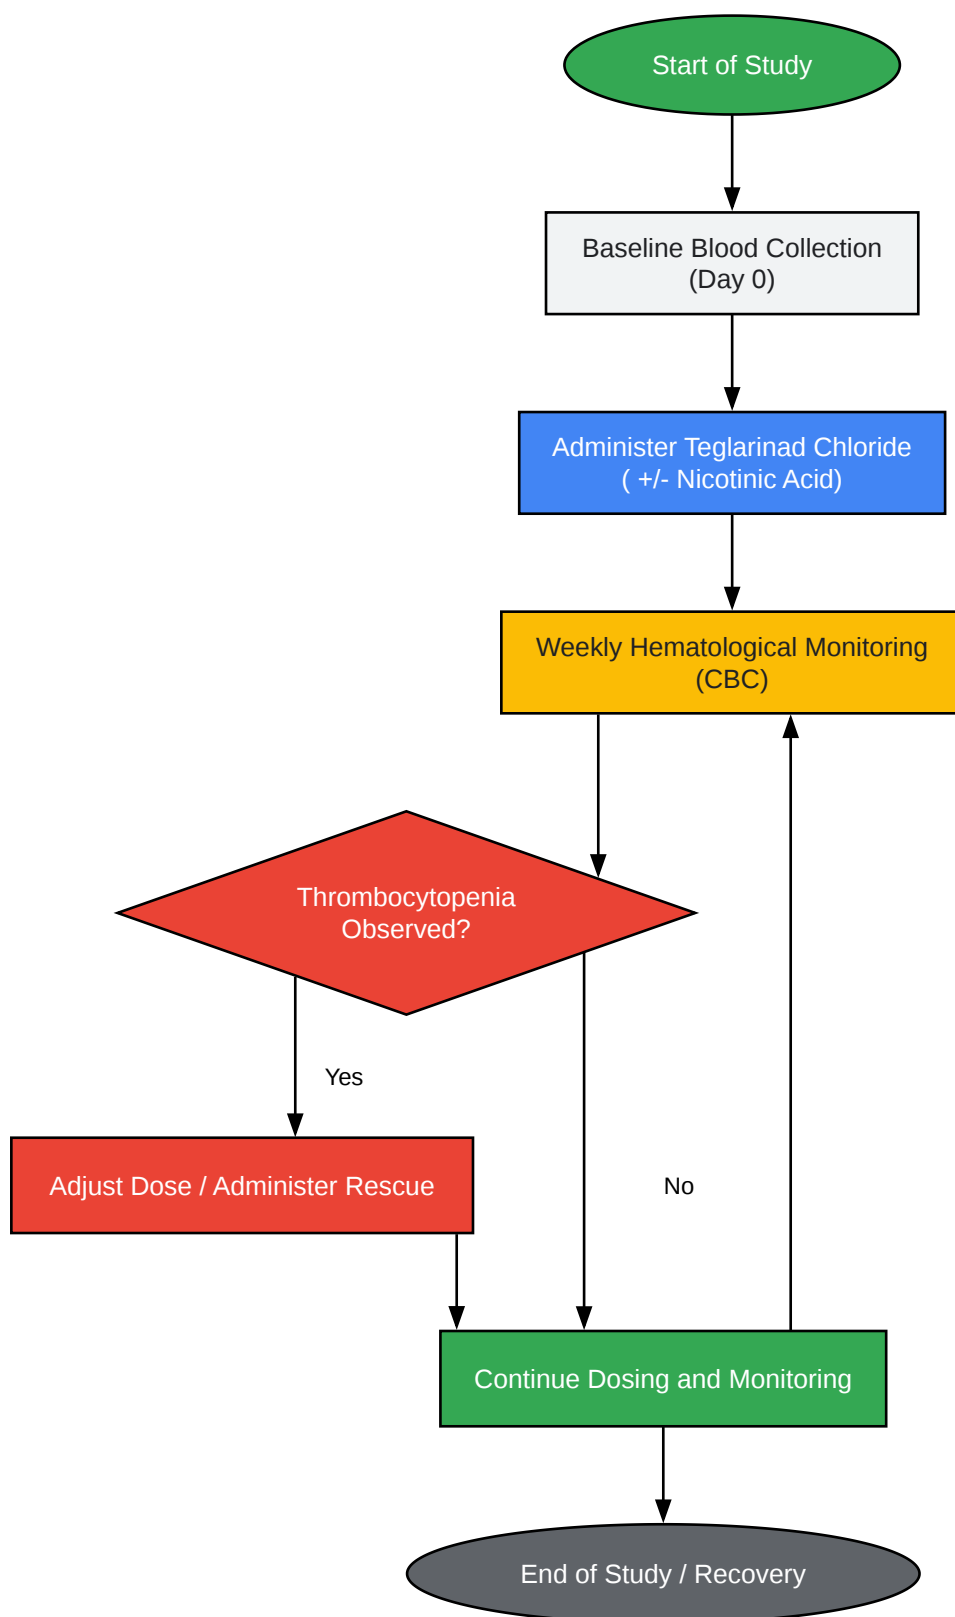 Start of Study
Baseline Blood Collection
(Day 0)
Administer Teglarinad Chloride
( +/- Nicotinic Acid)
Weekly Hematological Monitoring
(CBC)
Thrombocytopenia
Observed?
Yes
Adjust Dose / Administer Rescue
No
Continue Dosing and Monitoring
End of Study / Recovery